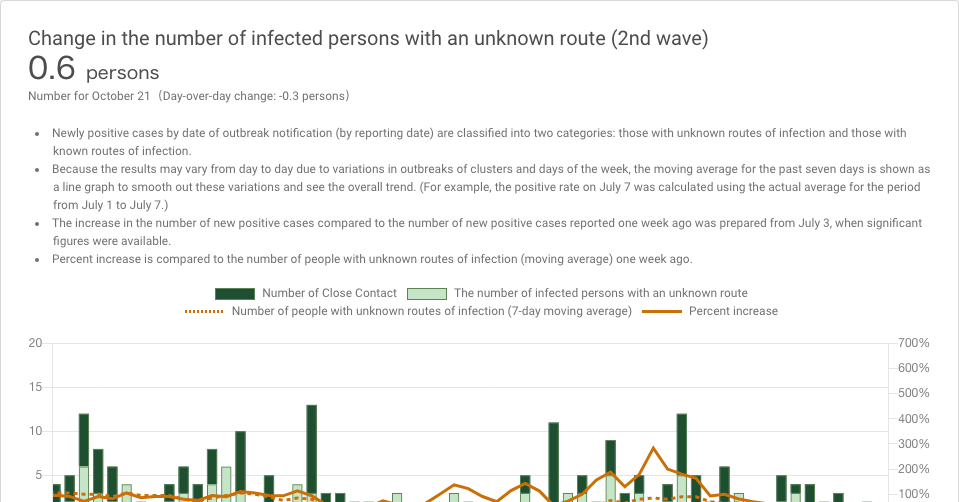 Change in the number of infected persons with an unknown route (2nd wave)
0.6 persons
Number for October 21（Day-over-day change: -0.3 persons）
• Newly positive cases by date of outbreak notification (by reporting date) are classified into two categories: those with unknown routes of infection and those with
known routes of infection.
• Because the results may vary from day to day due to variations in outbreaks of clusters and days of the week, the moving average for the past seven days is shown as
a line graph to smooth out these variations and see the overall trend. (For example, the positive rate on July 7 was calculated using the actual average for the period
from July 1 to July 7.)
• The increase in the number of new positive cases compared to the number of new positive cases reported one week ago was prepared from July 3, when significant
figures were available.
• Percent increase is compared to the number of people with unknown routes of infection (moving average) one week ago.
Number of Close Contact The number of infected persons with an unknown route
Number of people with unknown routes of infection (7-day moving average) Percent increase
20 700%
600%
15 500%
400%
10 300%
200%
5 100%